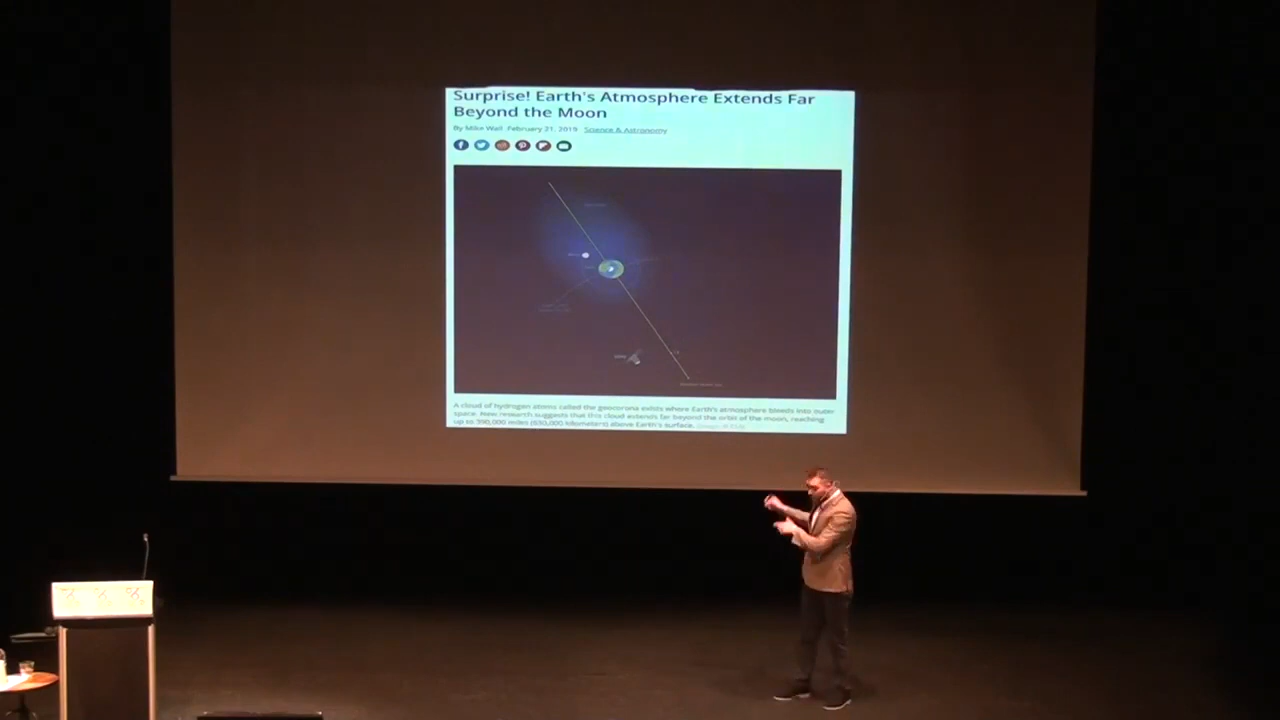 Surprise! Earth's Atmosphere Extends Far
Beyond the Moon
By Mike Wall February 21, 2019 Science & Astronomy
A cloud of hydrogen atoms called the geocorona exists where Earth's atmosphere bleeds into outer
space. New research suggests that this cloud extends far beyond the orbit of the moon, reaching
up to 390,000 miles (630,000 kilometers) above Earth's surface.